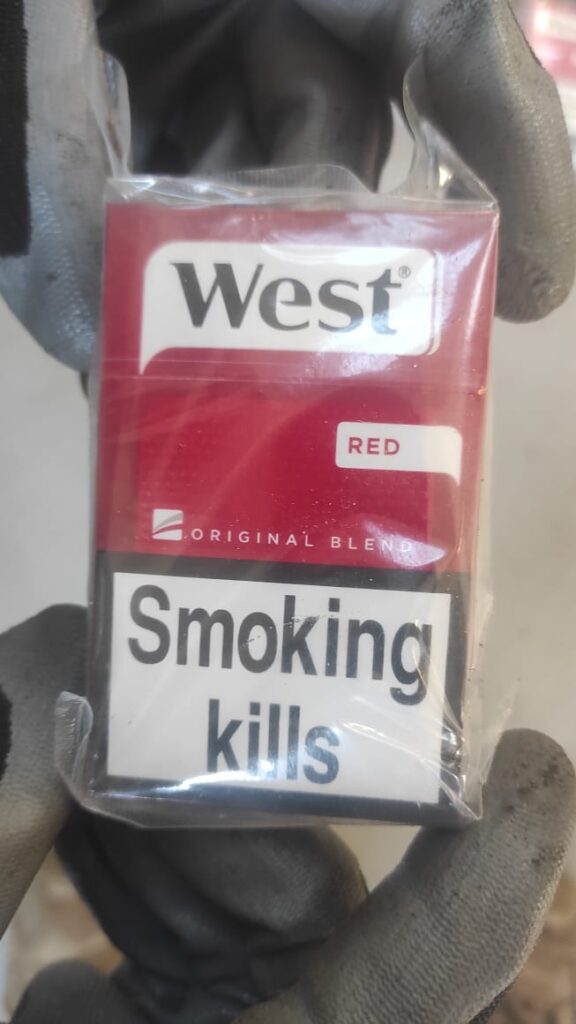 West®
RED
ORIGINAL BLEND
Smoking
kills